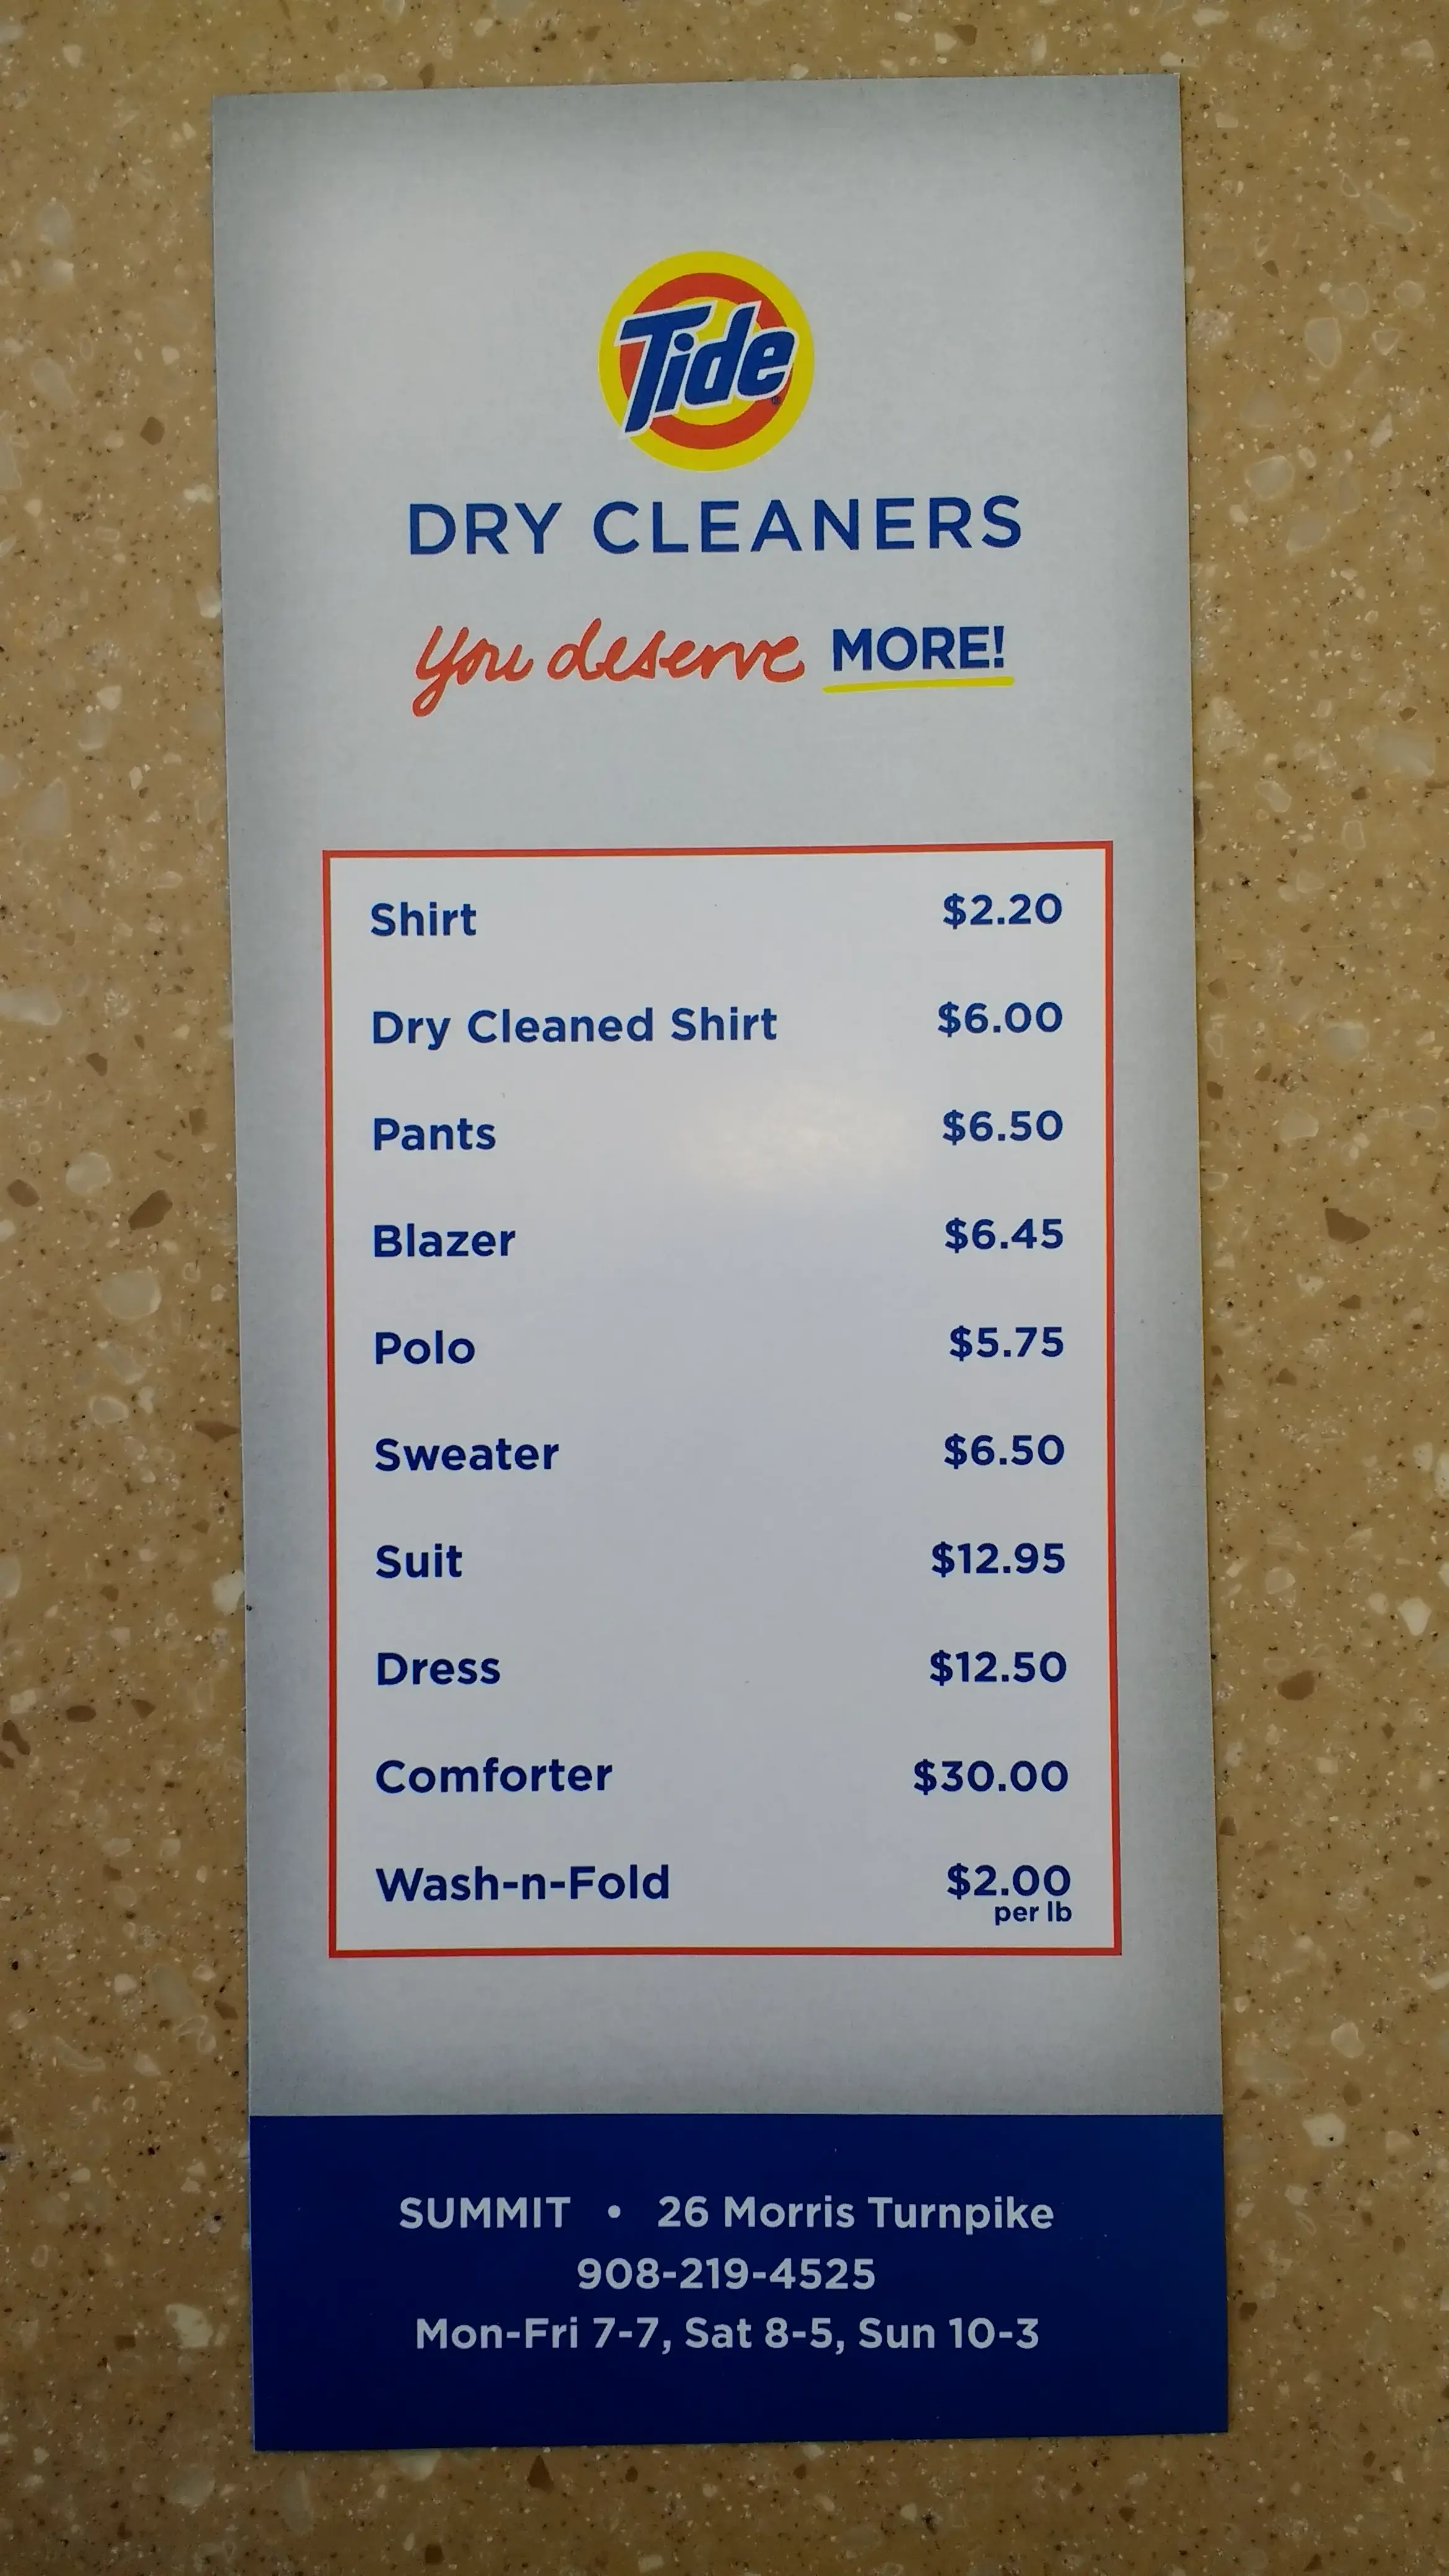 Tide
DRY CLEANERS
You deserve MORE!
Shirt $2.20
Dry Cleaned Shirt $6.00
Pants $6.50
Blazer $6.45
Polo $5.75
Sweater $6.50
Suit $12.95
Dress $12.50
Comforter $30.00
Wash-n-Fold $2.00
per lb
SUMMIT • 26 Morris Turnpike
908-219-4525
Mon-Fri 7-7, Sat 8-5, Sun 10-3